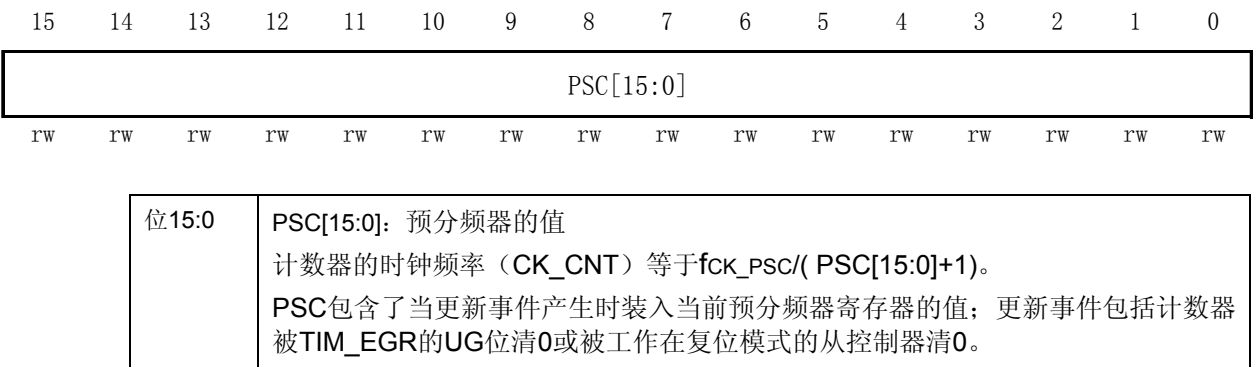 15 14 13 12 11 10 9 8 7 6 5 4 3 2 1 0
PSC[15:0]
rw rw rw rw rw rw rw rw rw rw rw rw rw rw rw rw
位15:0 PSC[15:0]：预分频器的值
计数器的时钟频率（CK_CNT）等于fCK_PSC/( PSC[15:0]+1)。
PSC包含了当更新事件产生时装入当前预分频器寄存器的值；更新事件包括计数器
被TIM_EGR的UG位清0或被工作在复位模式的从控制器清0。